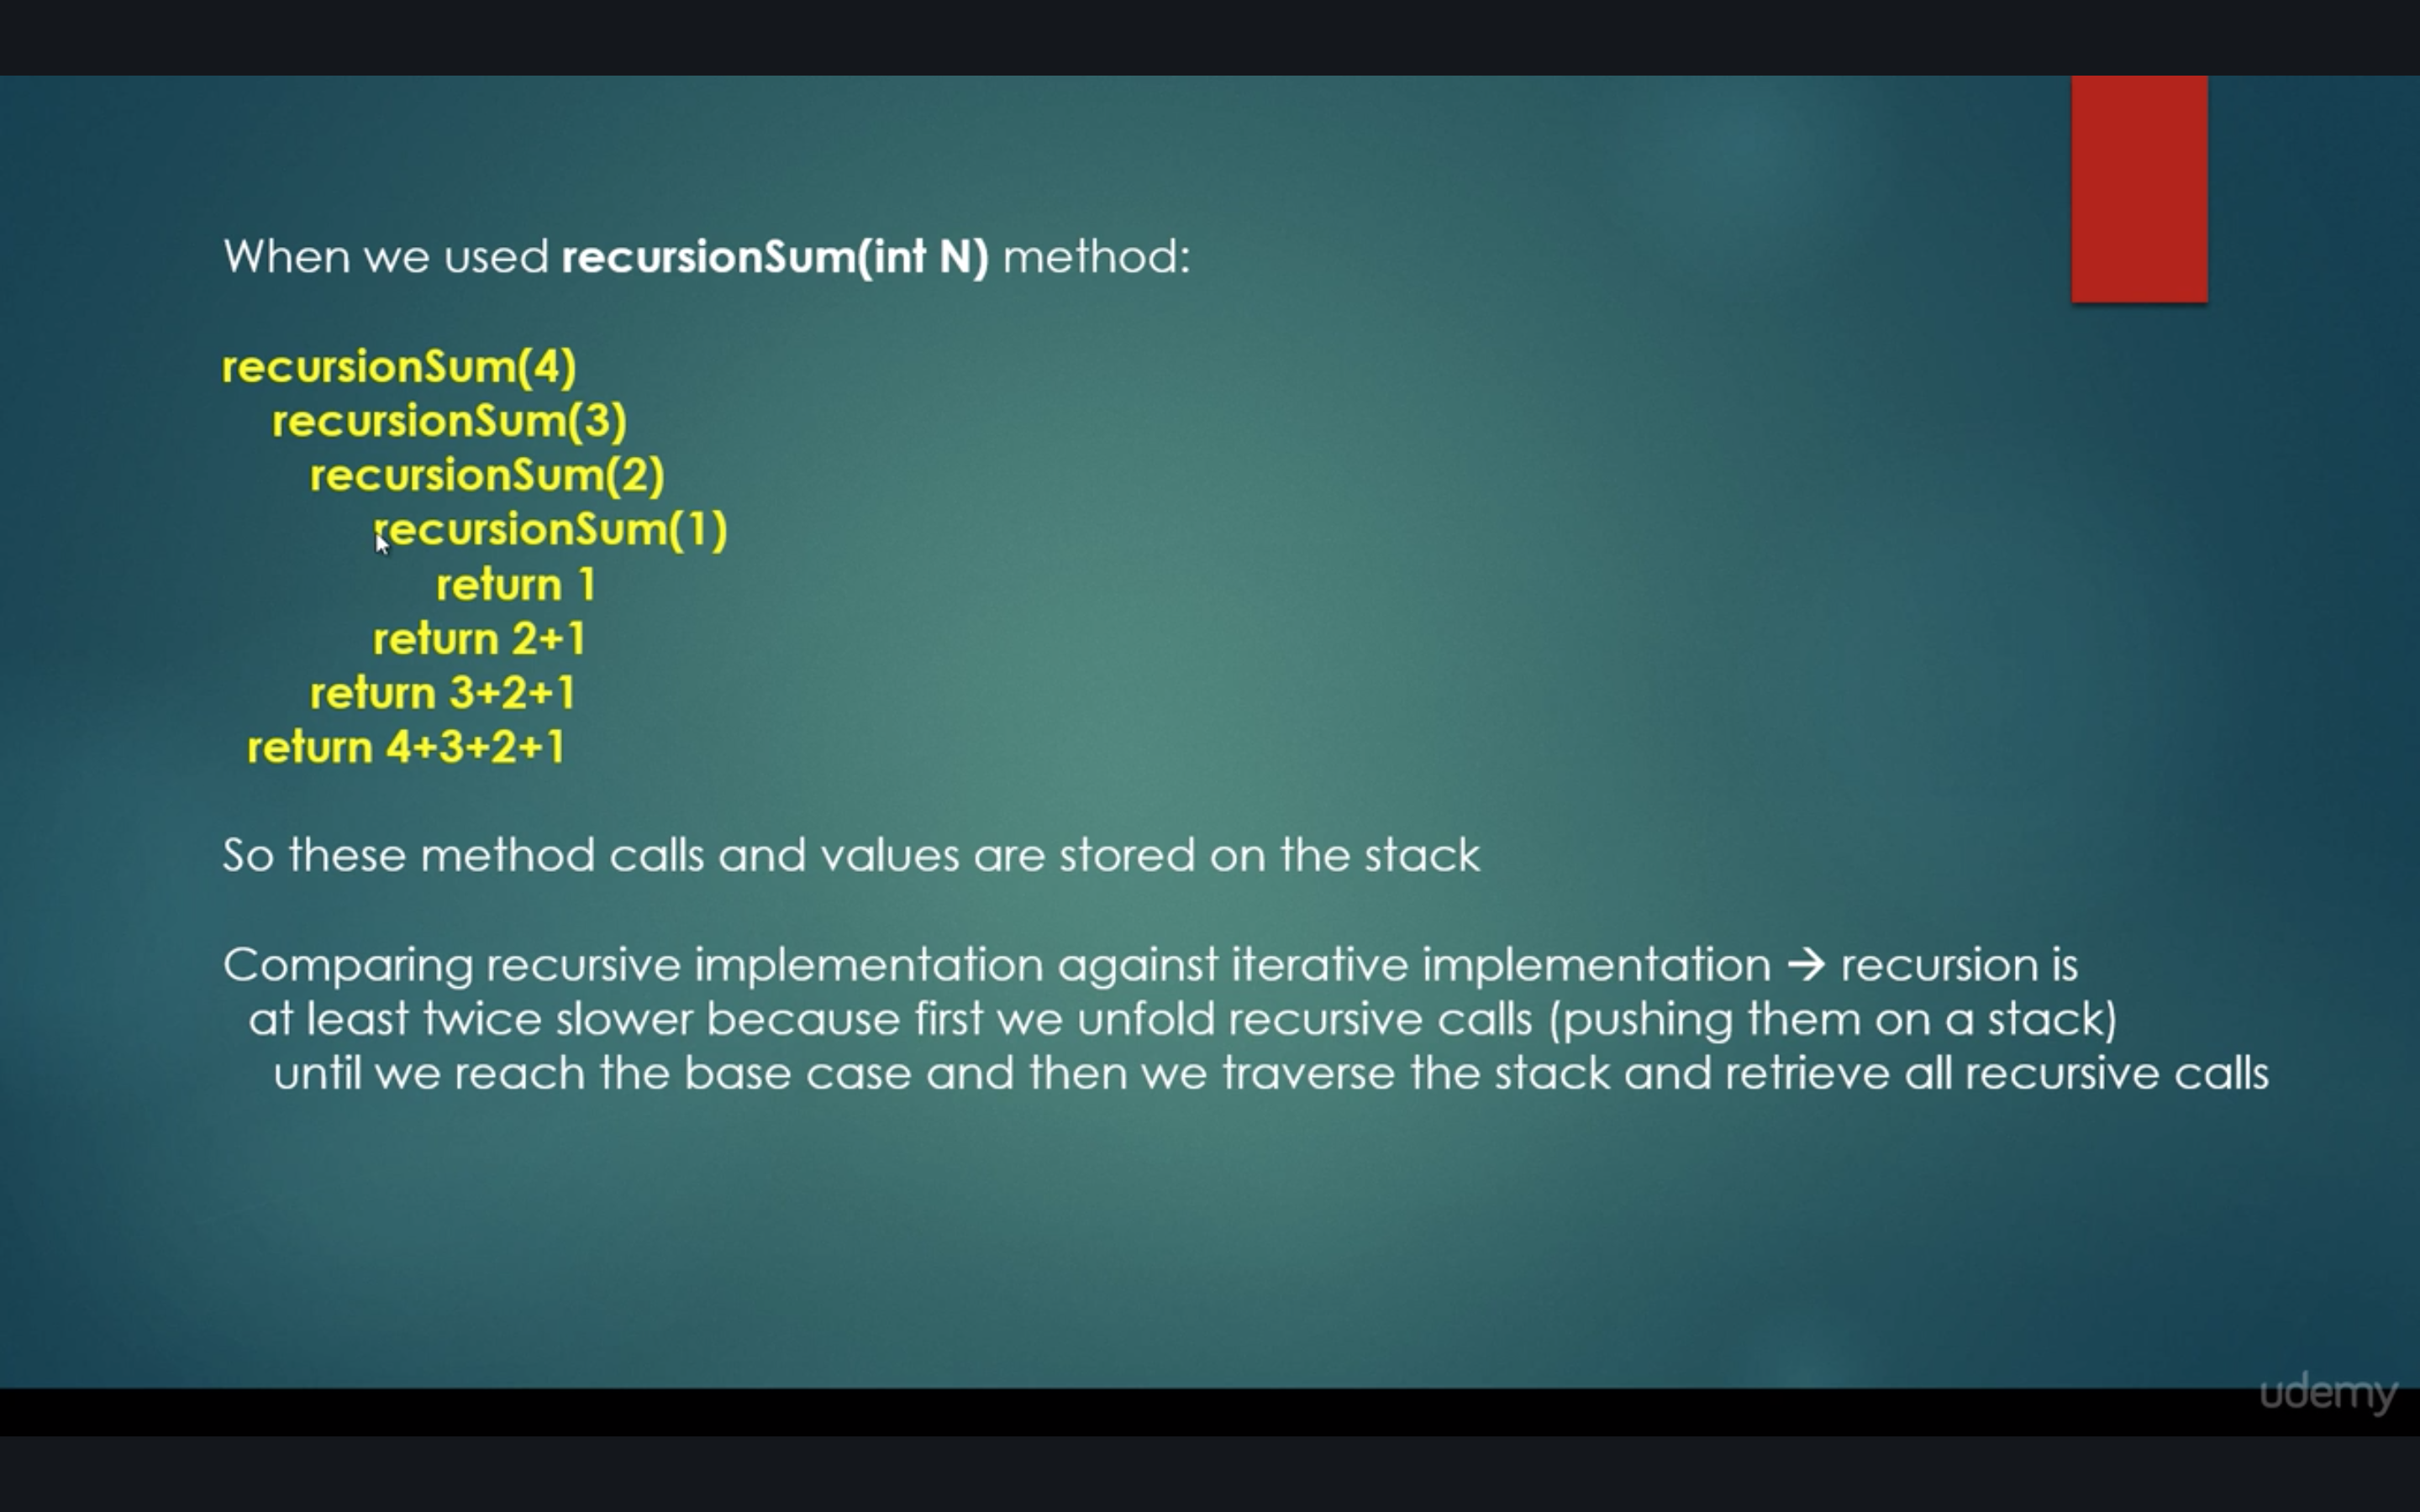 When we used recursionSum(int N) method:
recursionSum(4)
recursionSum(3)
recursionSum(2)
recursionSum(1)
return 1
return 2+1
return 3+2+1
return 4+3+2+1
So these method calls and values are stored on the stack
Comparing recursive implementation against iterative implementation → recursion is
at least twice slower because first we unfold recursive calls (pushing them on a stack)
until we reach the base case and then we traverse the stack and retrieve all recursive calls
udemy